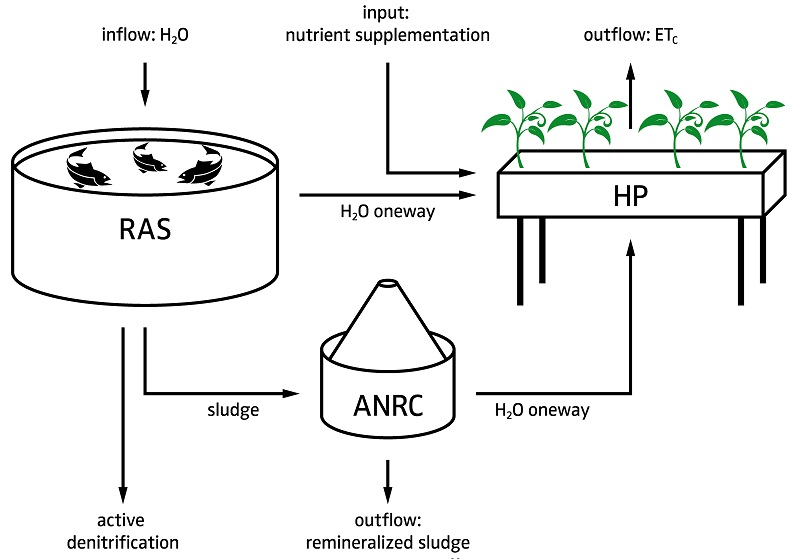 inflow: H₂O
input:
nutrient supplementation
outflow: ET꜀
RAS
H₂O oneway
HP
sludge
ANRC
H₂O oneway
active
denitrification
outflow:
remineralized sludge